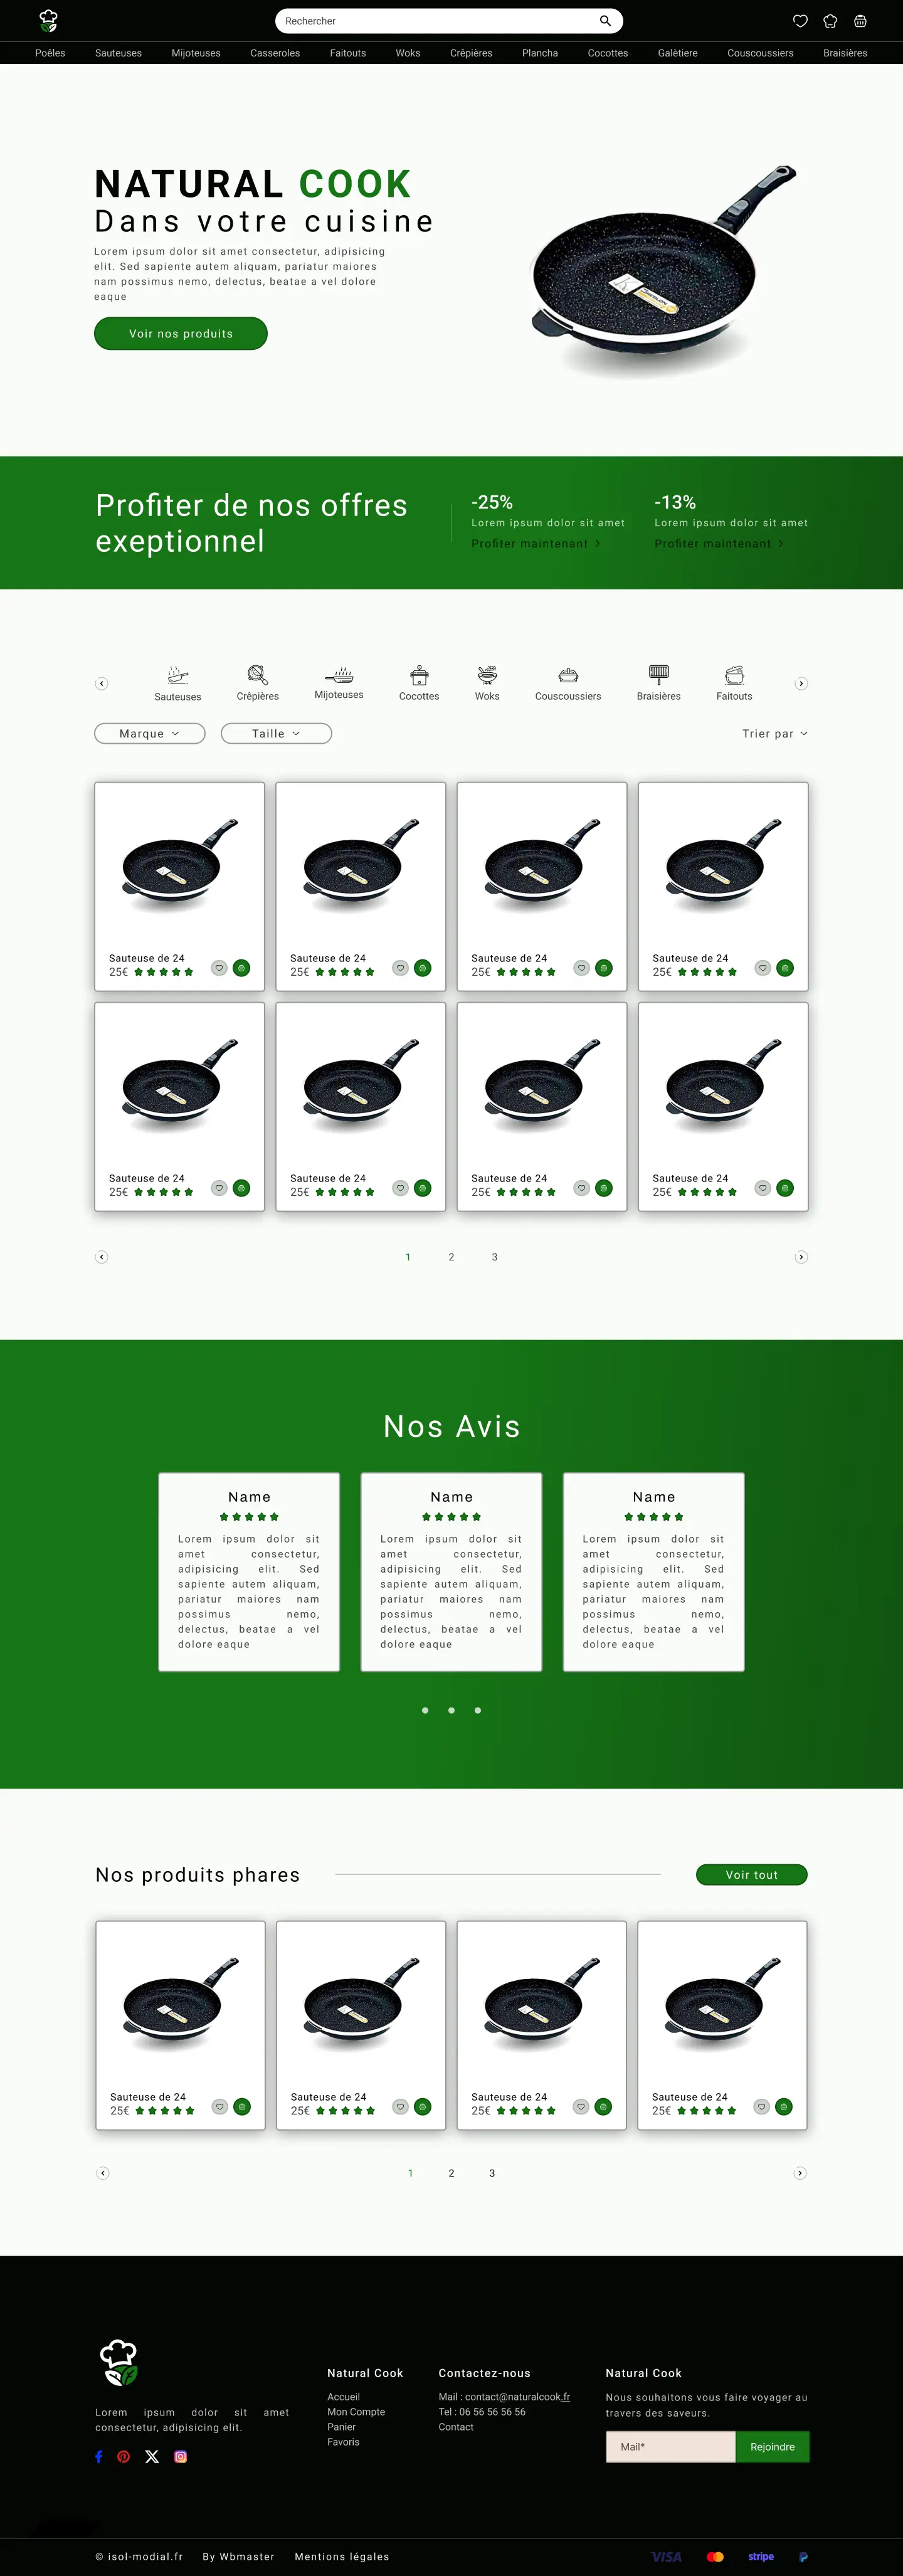 Rechercher
Poêles Sauteuses Mijoteuses Casseroles Faitouts Woks Crêpières Plancha Cocottes Galètiere Couscoussiers Braisières
NATURAL COOK
Dans votre cuisine
Lorem ipsum dolor sit amet consectetur, adipisicing
elit. Sed sapiente autem aliquam, pariatur maiores
nam possimus nemo, delectus, beatae a vel dolore
eaque
Voir nos produits
Profiter de nos offres
exeptionnel
-25%
Lorem ipsum dolor sit amet
Profiter maintenant
-13%
Lorem ipsum dolor sit amet
Profiter maintenant
Sauteuses Crêpières Mijoteuses Cocottes Woks Couscoussiers Braisières Faitouts
Marque Taille Trier par
Sauteuse de 24 Sauteuse de 24 Sauteuse de 24 Sauteuse de 24
25€ 25€ 25€ 25€
Sauteuse de 24 Sauteuse de 24 Sauteuse de 24 Sauteuse de 24
25€ 25€ 25€ 25€
1 2 3
Nos Avis
Name
Lorem ipsum dolor sit
amet consectetur,
adipisicing elit. Sed
sapiente autem aliquam,
pariatur maiores nam
possimus nemo,
delectus, beatae a vel
dolore eaque
Name
Lorem ipsum dolor sit
amet consectetur,
adipisicing elit. Sed
sapiente autem aliquam,
pariatur maiores nam
possimus nemo,
delectus, beatae a vel
dolore eaque
Name
Lorem ipsum dolor sit
amet consectetur,
adipisicing elit. Sed
sapiente autem aliquam,
pariatur maiores nam
possimus nemo,
delectus, beatae a vel
dolore eaque
Nos produits phares
Voir tout
Sauteuse de 24 Sauteuse de 24 Sauteuse de 24 Sauteuse de 24
25€ 25€ 25€ 25€
1 2 3
Lorem ipsum dolor sit amet
consectetur, adipisicing elit.
Natural Cook
Accueil
Mon Compte
Panier
Favoris
Contactez-nous
Mail : contact@naturalcook.fr
Tel : 06 56 56 56 56
Contact
Natural Cook
Nous souhaitons vous faire voyager au
travers des saveurs.
Mail*
Rejoindre
© isol-modial.fr By Wbmaster Mentions légales
VISA stripe